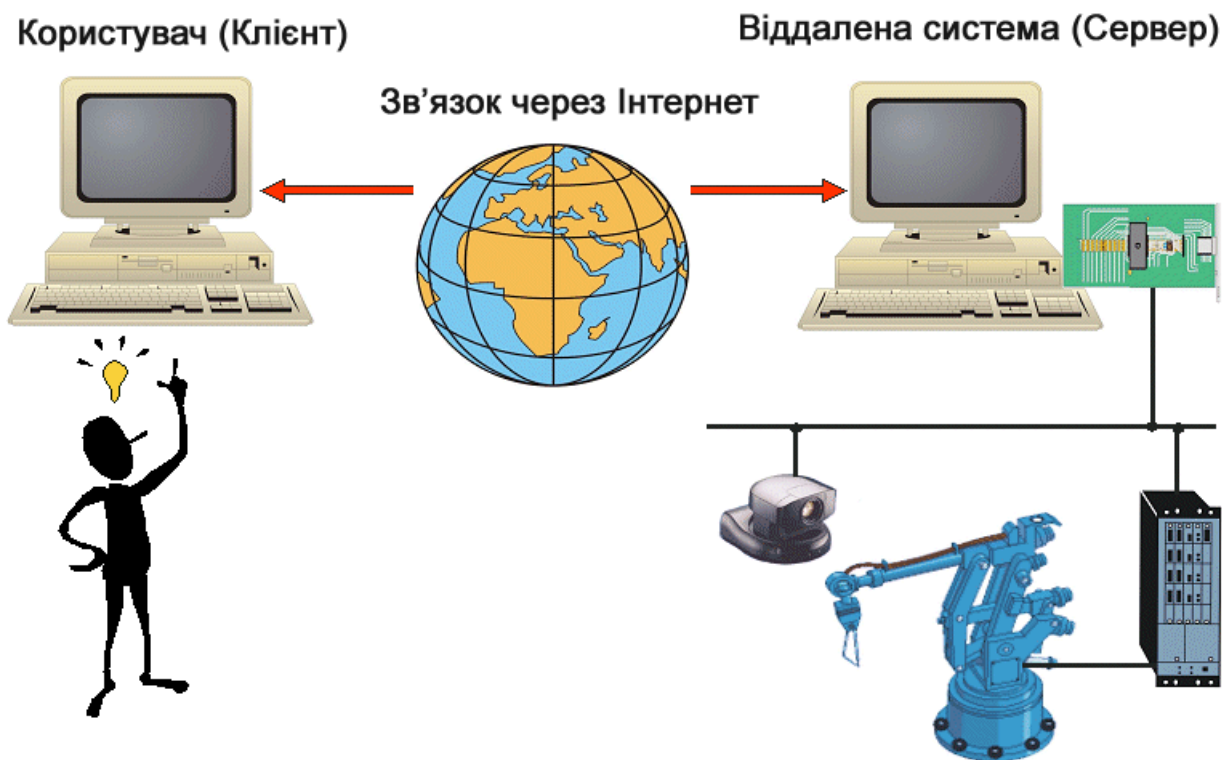 Користувач (Клієнт)
Віддалена система (Сервер)
Зв’язок через Інтернет